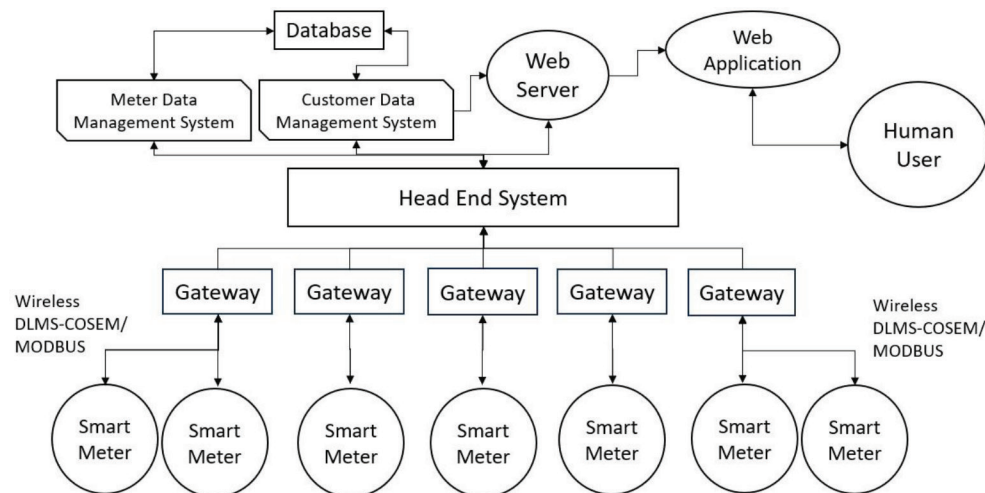 Database
Web
Server
Web
Application
Meter Data
Management System
Customer Data
Management System
Human
User
Head End System
Gateway
Gateway
Gateway
Gateway
Gateway
Wireless
DLMS-COSEM/
MODBUS
Wireless
DLMS-COSEM/
MODBUS
Smart
Meter
Smart
Meter
Smart
Meter
Smart
Meter
Smart
Meter
Smart
Meter
Smart
Meter